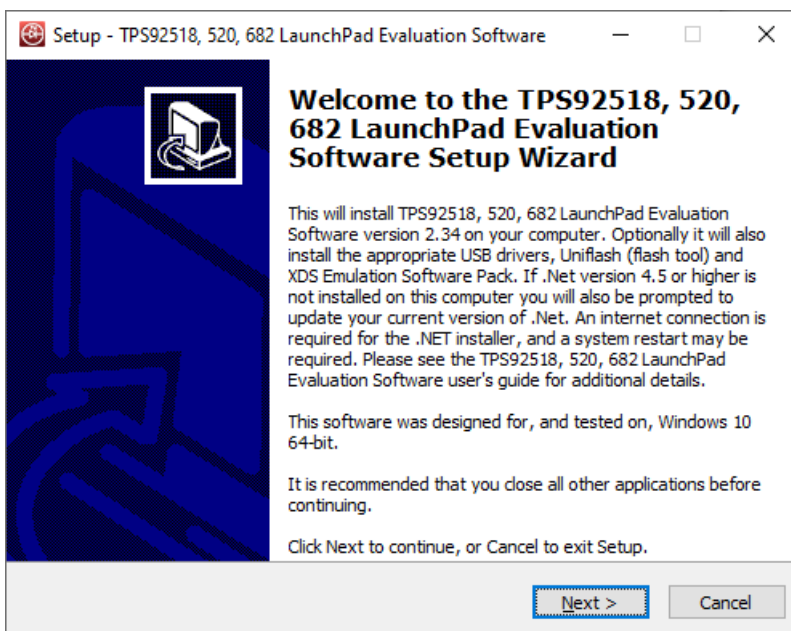 Setup - TPS92518, 520, 682 LaunchPad Evaluation Software
Welcome to the TPS92518, 520,
682 LaunchPad Evaluation
Software Setup Wizard
This will install TPS92518, 520, 682 LaunchPad Evaluation
Software version 2.34 on your computer. Optionally it will also
install the appropriate USB drivers, Uniflash (flash tool) and
XDS Emulation Software Pack. If .Net version 4.5 or higher is
not installed on this computer you will also be prompted to
update your current version of .Net. An internet connection is
required for the .NET installer, and a system restart may be
required. Please see the TPS92518, 520, 682 LaunchPad
Evaluation Software user's guide for additional details.
This software was designed for, and tested on, Windows 10
64-bit.
It is recommended that you close all other applications before
continuing.
Click Next to continue, or Cancel to exit Setup.
Next >
Cancel